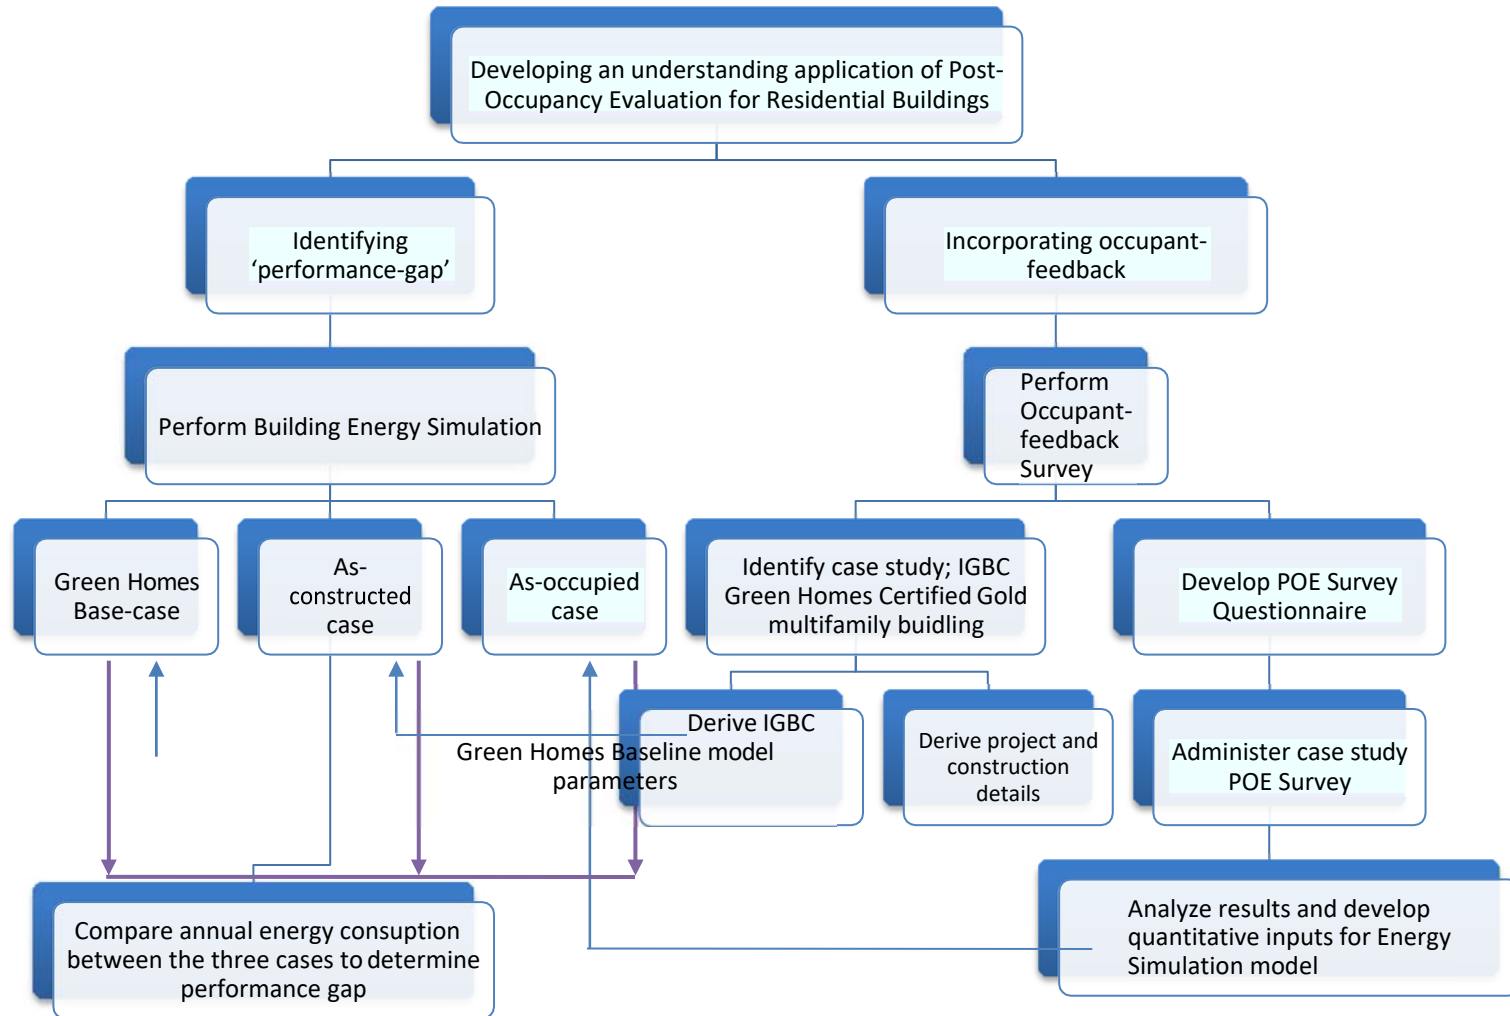 Developing an understanding application of Post-
Occupancy Evaluation for Residential Buildings
Identifying
‘performance-gap’
Incorporating occupant-
feedback
Perform Building Energy Simulation
Perform
Occupant-
feedback
Survey
Green Homes
Base-case
As-
constructed
case
As-occupied
case
Identify case study; IGBC
Green Homes Certified Gold
multifamily buidling
Develop POE Survey
Questionnaire
Derive IGBC
Green Homes Baseline model
parameters
Derive project and
construction
details
Administer case study
POE Survey
Compare annual energy consuption
between the three cases to determine
performance gap
Analyze results and develop
quantitative inputs for Energy
Simulation model